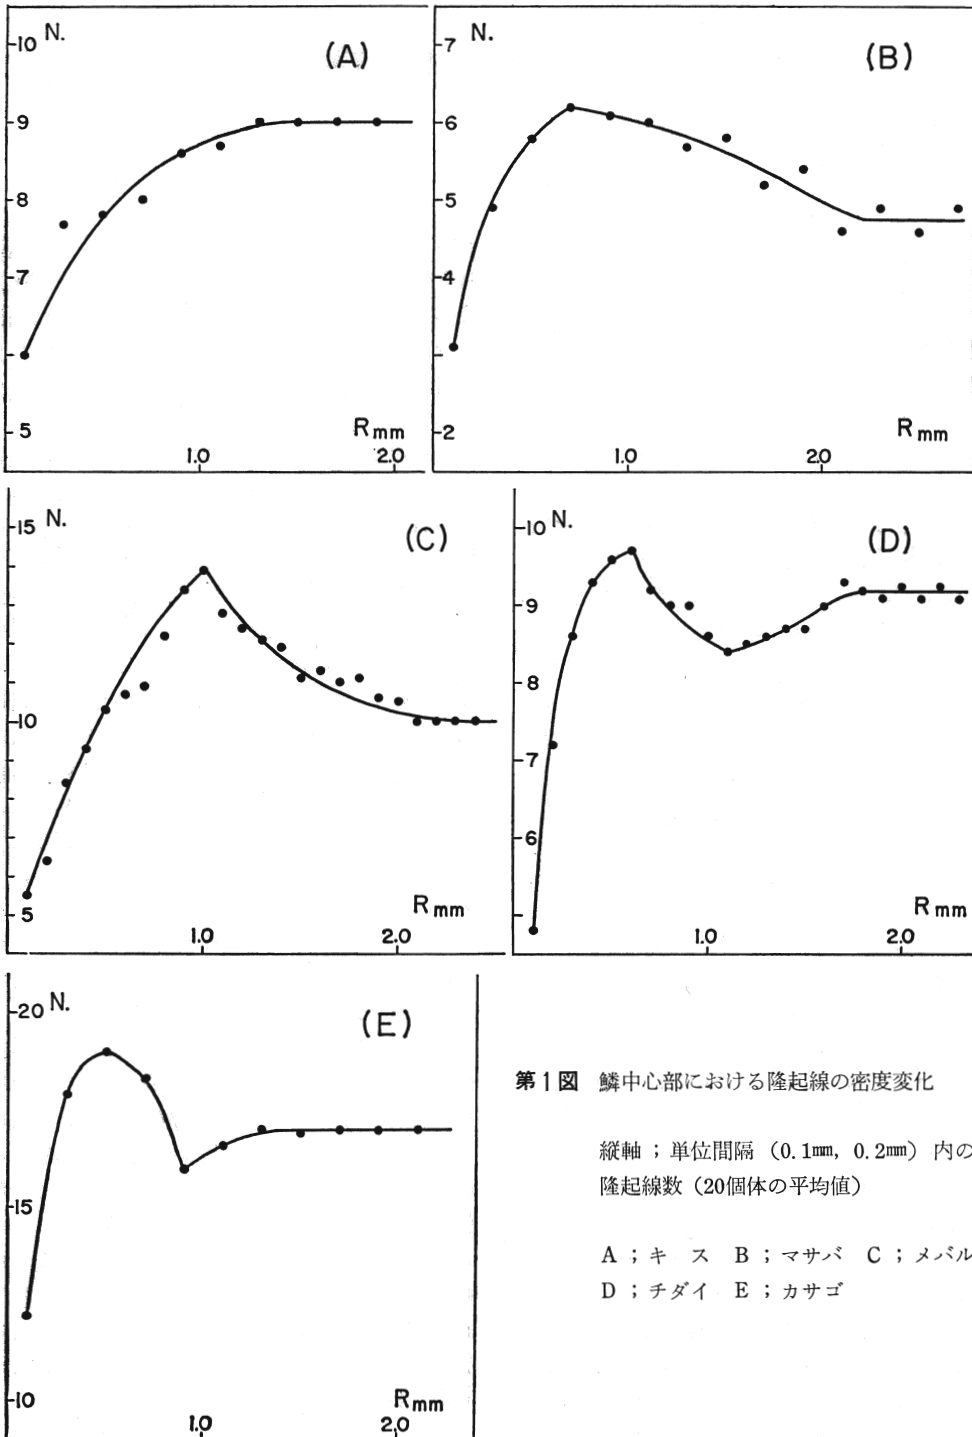 N.
(A)
10
9
8
7
5
Rmm
1.0
2.0
N.
(B)
7
6
5
4
2
Rmm
1.0
2.0
N.
(C)
15
10
5
Rmm
1.0
2.0
N.
(D)
10
9
8
7
6
Rmm
1.0
2.0
N.
(E)
20
15
10
Rmm
1.0
2.0
第1図 鱗中心部における隆起線の密度変化
縦軸;単位間隔(0.1㎜, 0.2㎜)内の
隆起線数(20個体の平均値)
A;キス B;マサバ C;メバル
D;チダイ E;カサゴ